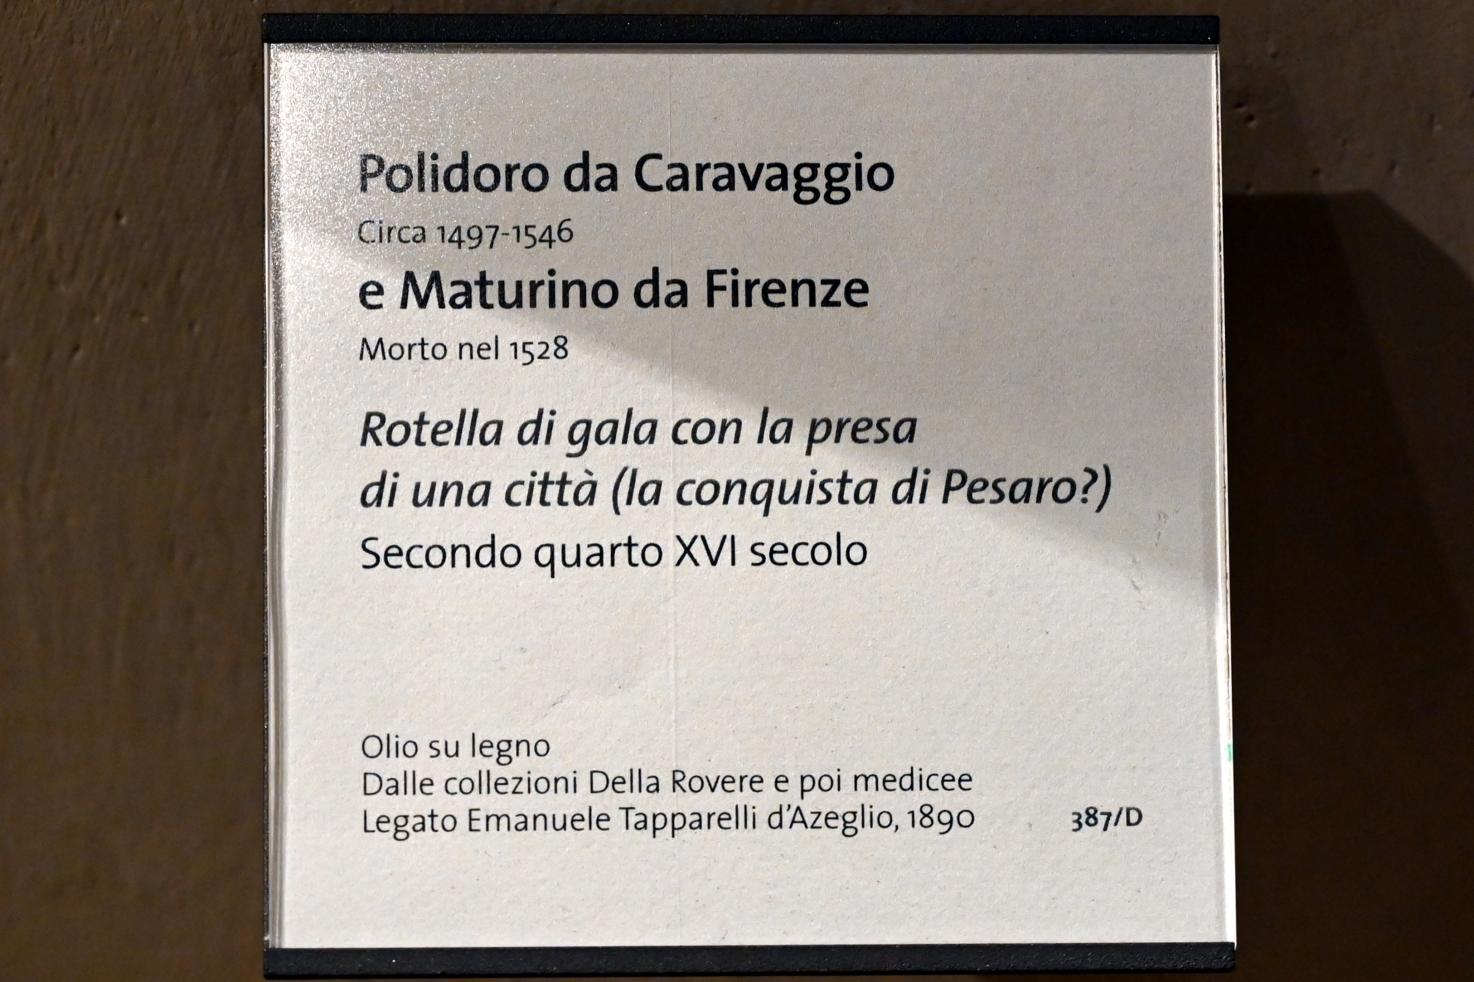 Polidoro da Caravaggio
Circa 1497-1546
e Maturino da Firenze
Morto nel 1528
Rotella di gala con la presa
di una città (la conquista di Pesaro?)
Secondo quarto XVI secolo
Olio su legno
Dalle collezioni Della Rovere e poi medicee
Legato Emanuele Tapparelli d'Azeglio, 1890
387/D